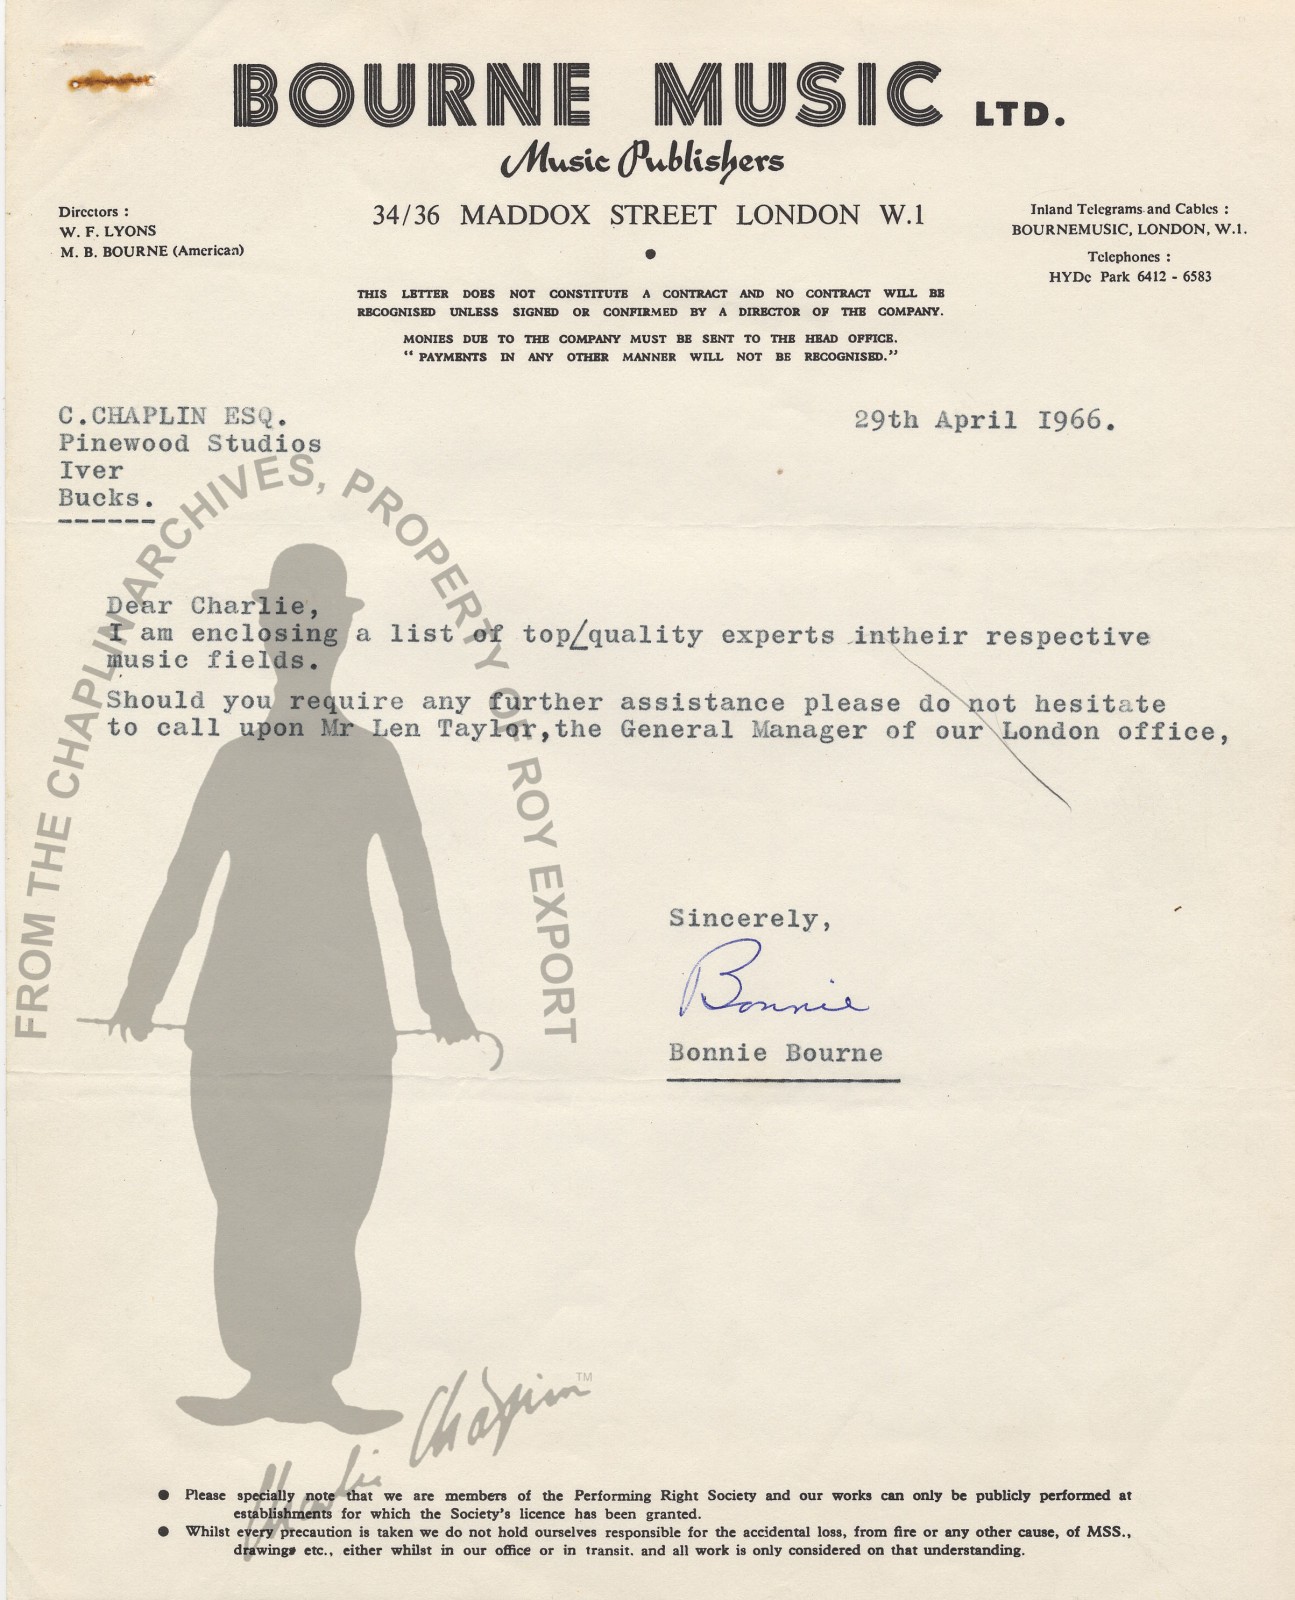 BOURNE MUSIC LTD.
Music Publishers
34/36 MADDOX STREET LONDON W.1
Directors :
W. F. LYONS
M. B. BOURNE (American)
Inland Telegrams and Cables :
BOURNEMUSIC, LONDON, W.1.
Telephones :
HYDe Park 6412 - 6583
THIS LETTER DOES NOT CONSTITUTE A CONTRACT AND NO CONTRACT WILL BE
RECOGNISED UNLESS SIGNED OR CONFIRMED BY A DIRECTOR OF THE COMPANY.
MONIES DUE TO THE COMPANY MUST BE SENT TO THE HEAD OFFICE.
“ PAYMENTS IN ANY OTHER MANNER WILL NOT BE RECOGNISED.”
C.CHAPLIN ESQ.
Pinewood Studios
Iver
Bucks.
29th April I966.
Dear Charlie,
I am enclosing a list of top/quality experts intheir respective
music fields.
Should you require any further assistance please do not hesitate
to call upon Mr Len Taylor,the General Manager of our London office,
Sincerely,
Bonnie
Bonnie Bourne
FROM THE CHAPLIN ARCHIVES, PROPERTY OF ROY EXPORT
Charlie Chaplin TM
● Please specially note that we are members of the Performing Right Society and our works can only be publicly performed at
establishments for which the Society's licence has been granted.
● Whilst every precaution is taken we do not hold ourselves responsible for the accidental loss, from fire or any other cause, of MSS.,
drawings etc., either whilst in our office or in transit. and all work is only considered on that understanding.